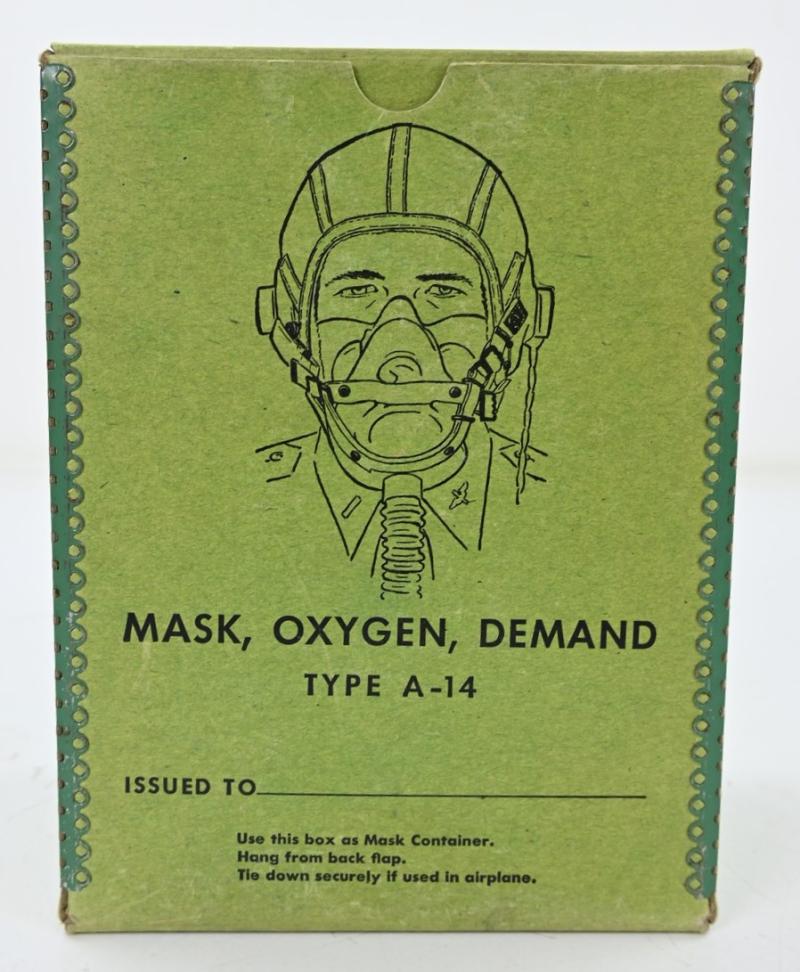 MASK, OXYGEN, DEMAND
TYPE A-14
ISSUED TO
Use this box as Mask Container.
Hang from back flap.
Tie down securely if used in airplane.